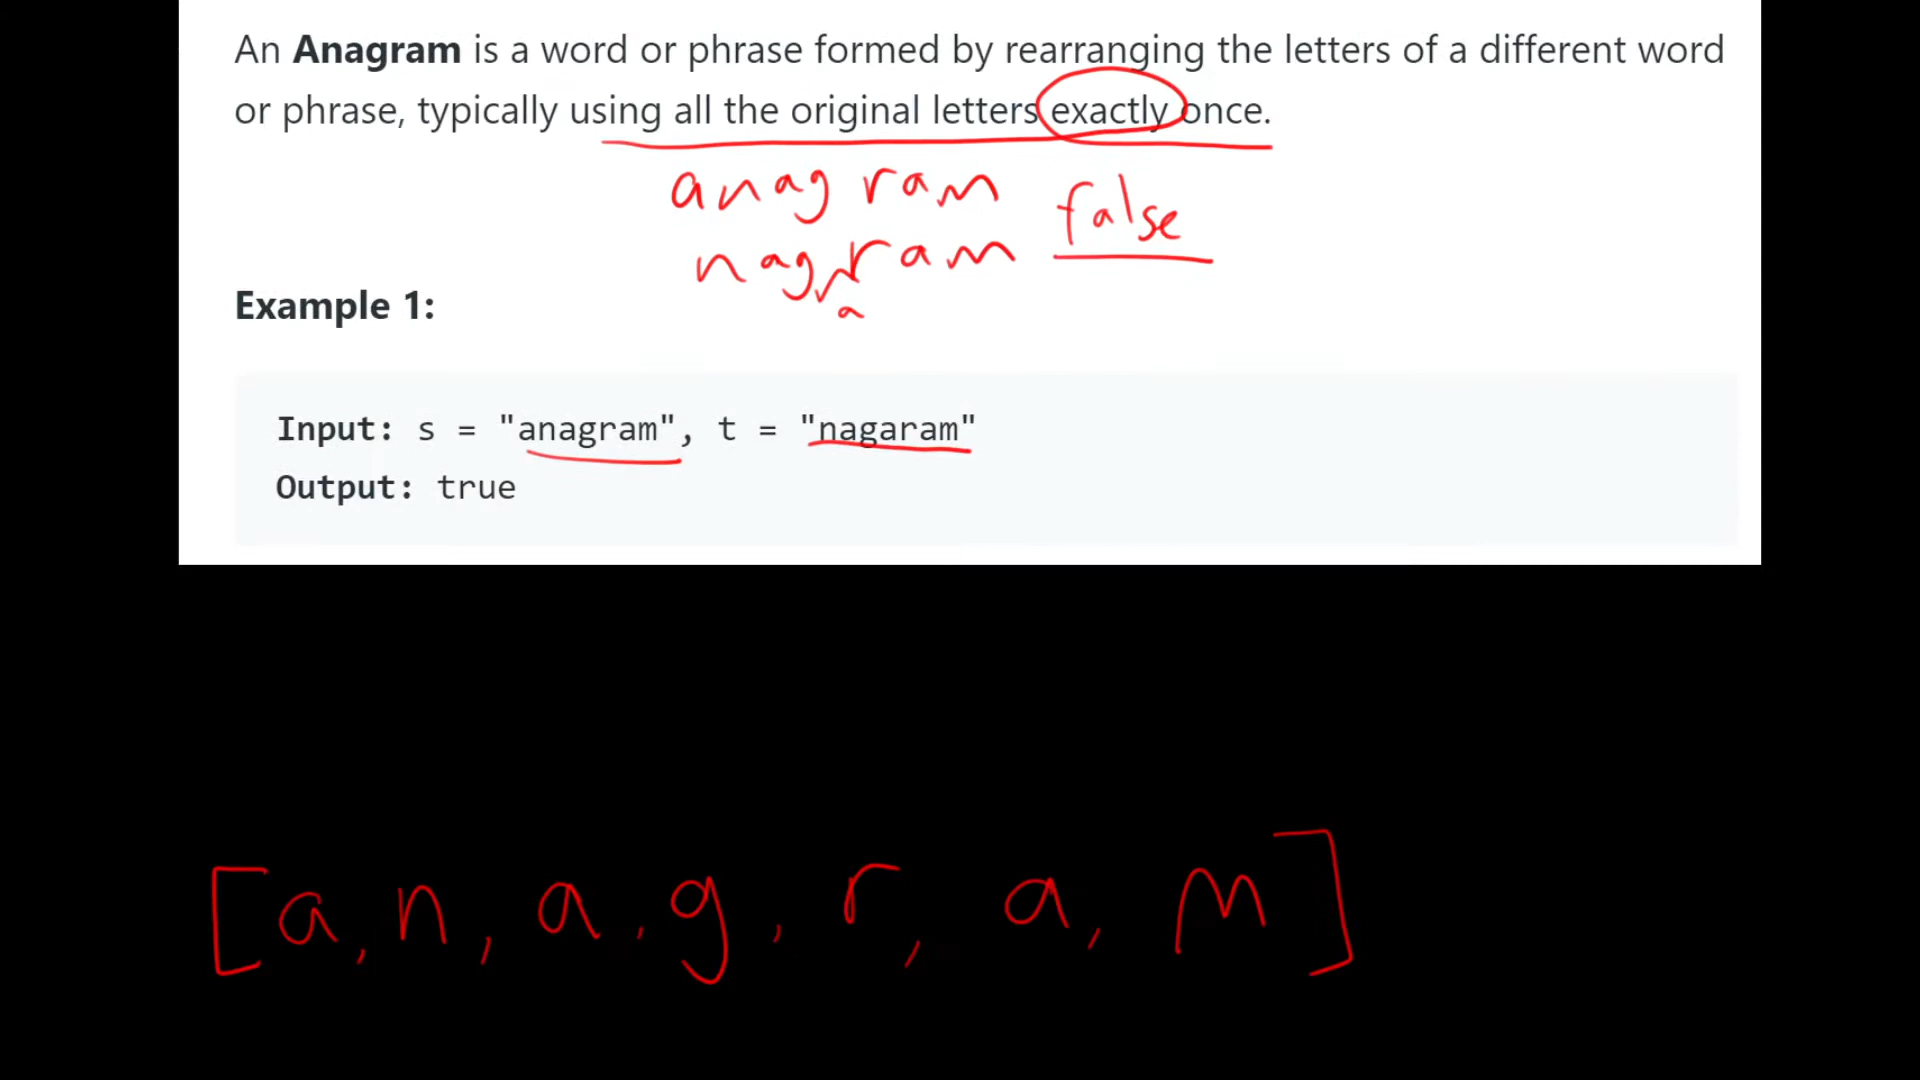 An Anagram is a word or phrase formed by rearranging the letters of a different word
or phrase, typically using all the original letters exactly once.
anagram
false
nagram
a
Example 1:
Input: s = "anagram", t = "nagaram"
Output: true
[a, n, a, g, r, a, m]